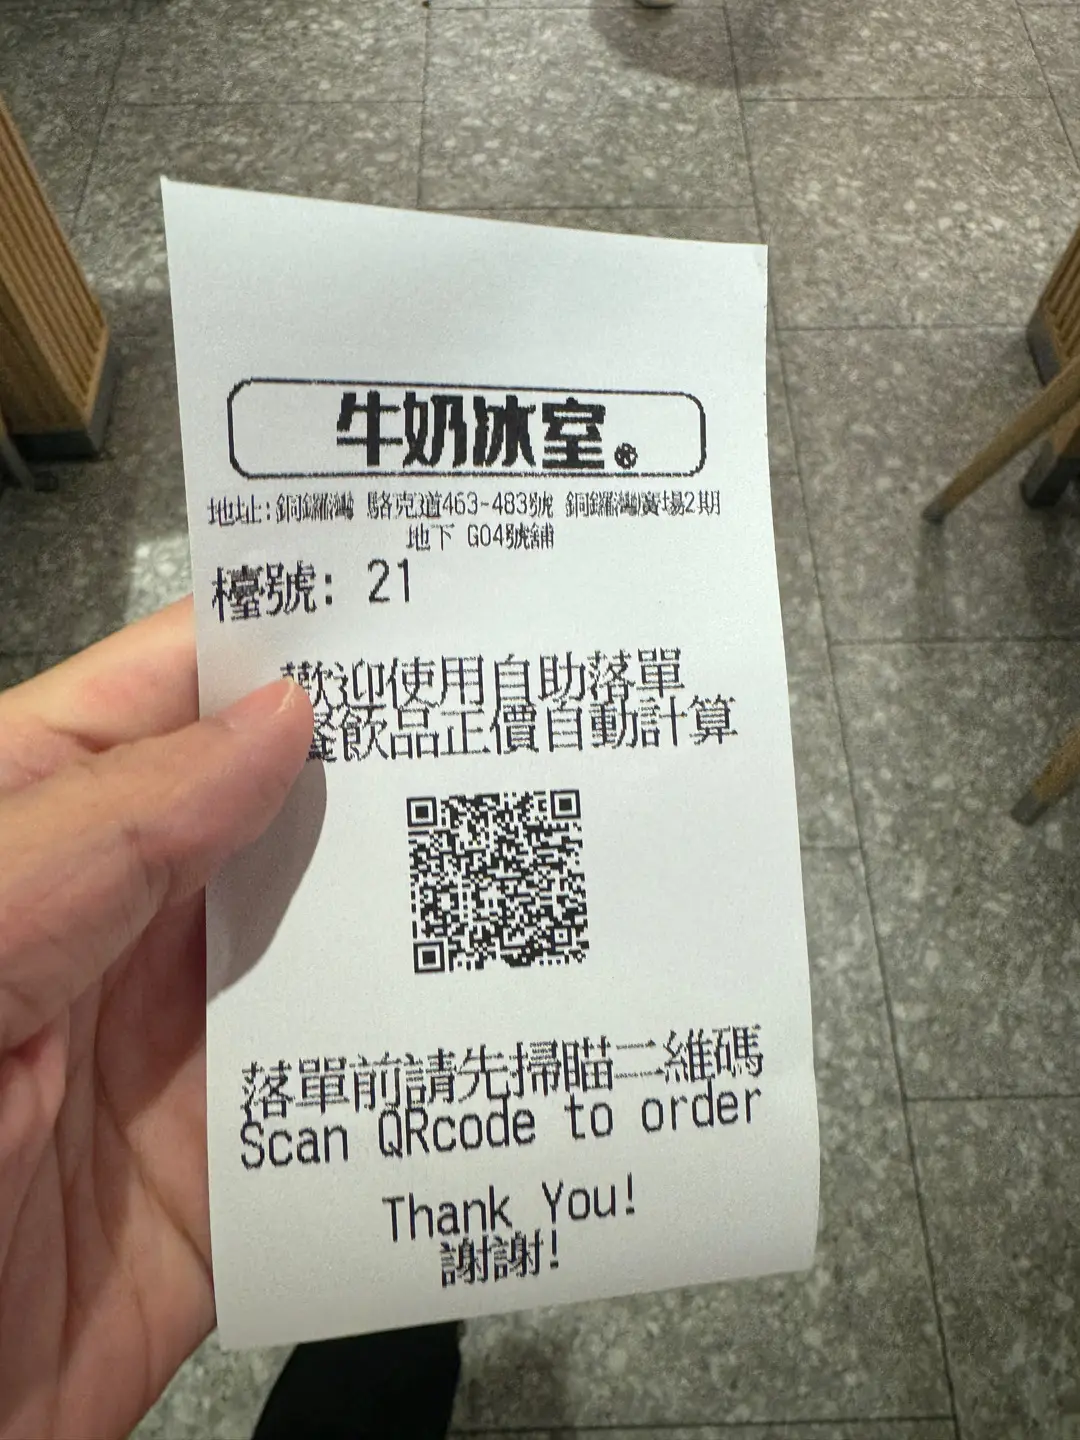 牛奶冰室
地址:銅鑼灣 駱克道463-483號 銅鑼灣廣場2期
地下 G04號舖
檯號: 21
歡迎使用自助落單
餐飲品正價自動計算
落單前請先掃瞄二維碼
Scan QRcode to order
Thank You!
謝謝!